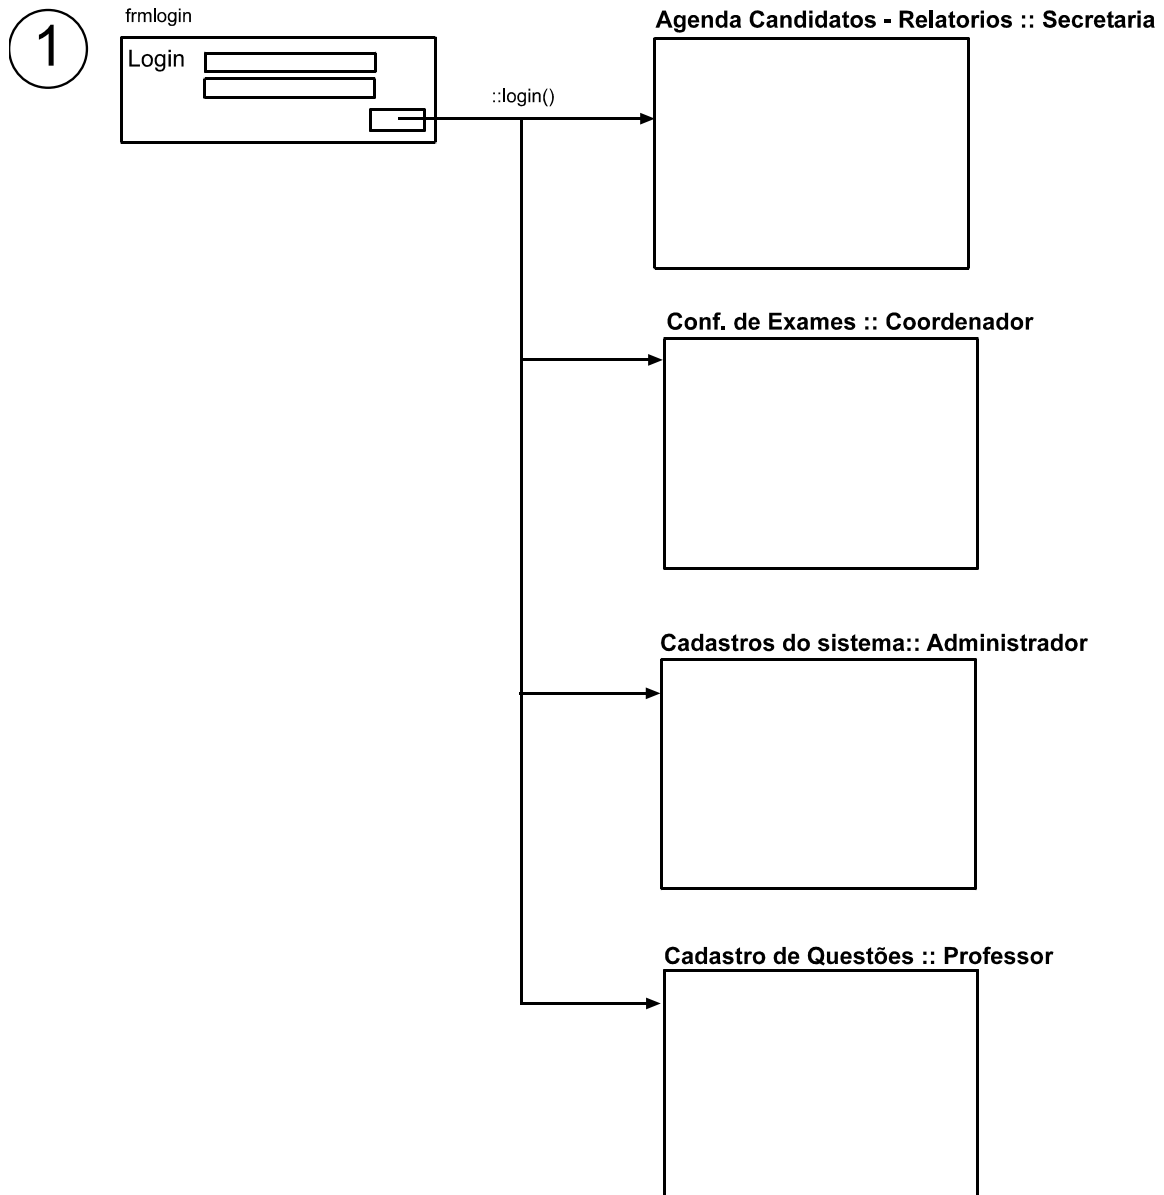 1
frmlogin
Login
::login()
Agenda Candidatos - Relatorios :: Secretaria
Conf. de Exames :: Coordenador
Cadastros do sistema:: Administrador
Cadastro de Questões :: Professor